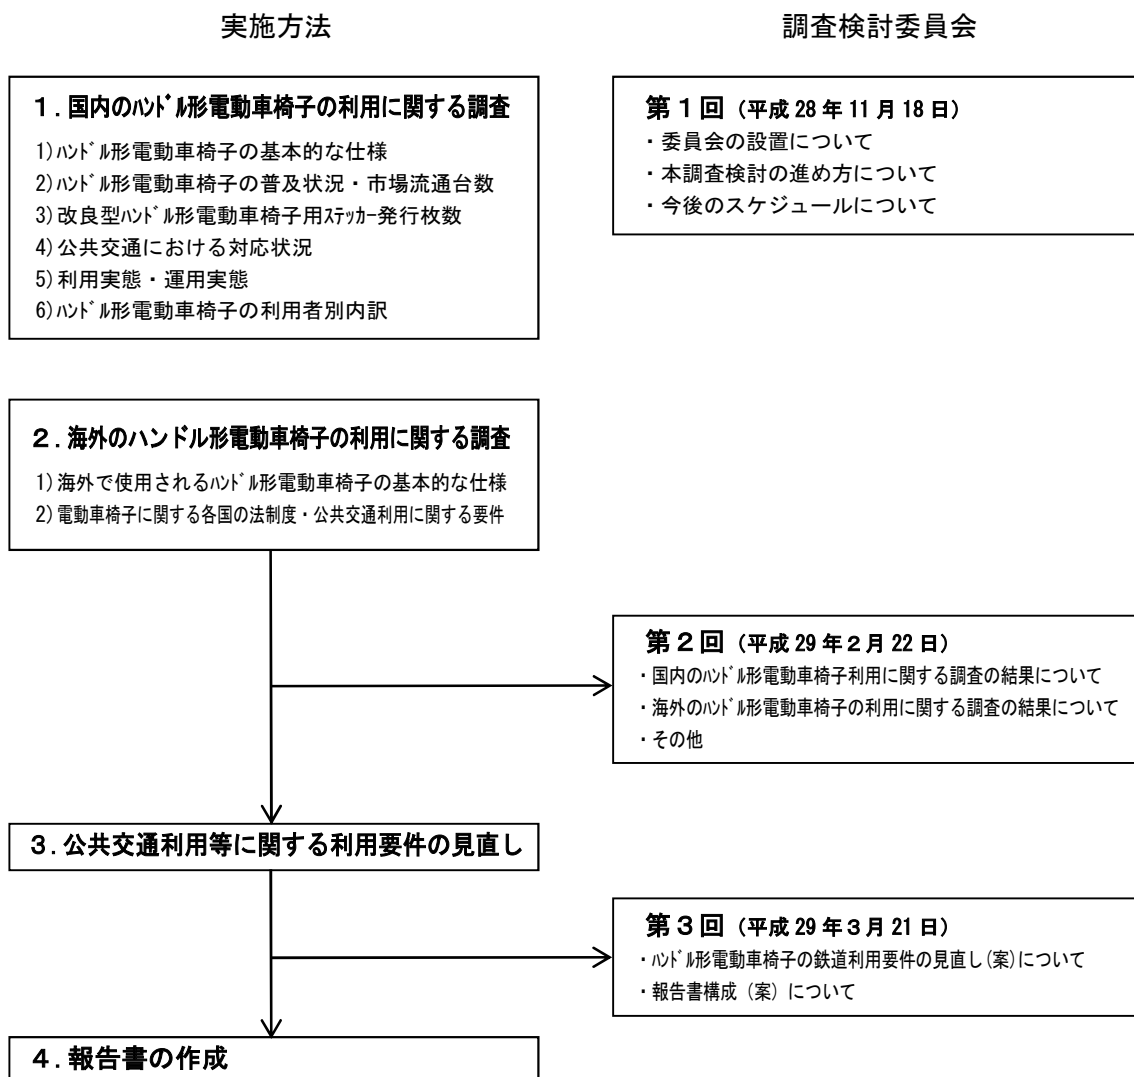 実施方法
調査検討委員会
１．国内のﾊﾝﾄﾞﾙ形電動車椅子の利用に関する調査
1)ﾊﾝﾄﾞﾙ形電動車椅子の基本的な仕様
2)ﾊﾝﾄﾞﾙ形電動車椅子の普及状況・市場流通台数
3)改良型ﾊﾝﾄﾞﾙ形電動車椅子用ｽﾃｯｶｰ発行枚数
4)公共交通における対応状況
5)利用実態・運用実態
6)ﾊﾝﾄﾞﾙ形電動車椅子の利用者別内訳
第１回（平成 28 年 11 月 18 日）
・委員会の設置について
・本調査検討の進め方について
・今後のスケジュールについて
２．海外のハンドル形電動車椅子の利用に関する調査
1)海外で使用されるﾊﾝﾄﾞﾙ形電動車椅子の基本的な仕様
2)電動車椅子に関する各国の法制度・公共交通利用に関する要件
第２回（平成 29 年２月 22 日）
・国内のﾊﾝﾄﾞﾙ形電動車椅子利用に関する調査の結果について
・海外のﾊﾝﾄﾞﾙ形電動車椅子の利用に関する調査の結果について
・その他
３．公共交通利用等に関する利用要件の見直し
第３回（平成 29 年３月 21 日）
・ﾊﾝﾄﾞﾙ形電動車椅子の鉄道利用要件の見直し(案)について
・報告書構成（案）について
４．報告書の作成